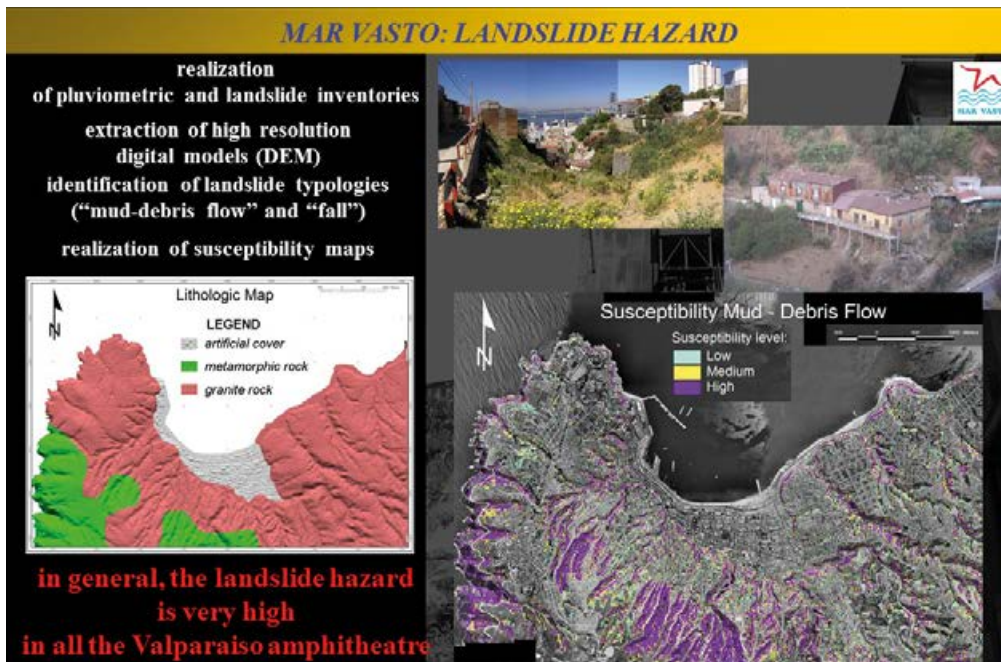 MAR VASTO: LANDSLIDE HAZARD
realization
of pluviometric and landslide inventories
extraction of high resolution
digital models (DEM)
identification of landslide typologies
(“mud-debris flow” and “fall”)
realization of susceptibility maps
MAR VASTO
Lithologic Map
N
LEGEND
artificial cover
metamorphic rock
granite rock
Susceptibility Mud - Debris Flow
N
Susceptibility level:
Low
Medium
High
in general, the landslide hazard
is very high
in all the Valparaiso amphitheatre